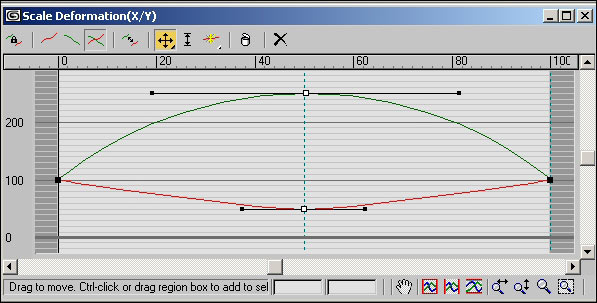 Scale Deformation(X/Y)
0 20 40 60 80 100
200
100
0
Drag to move. Ctrl-click or drag region box to add to sel